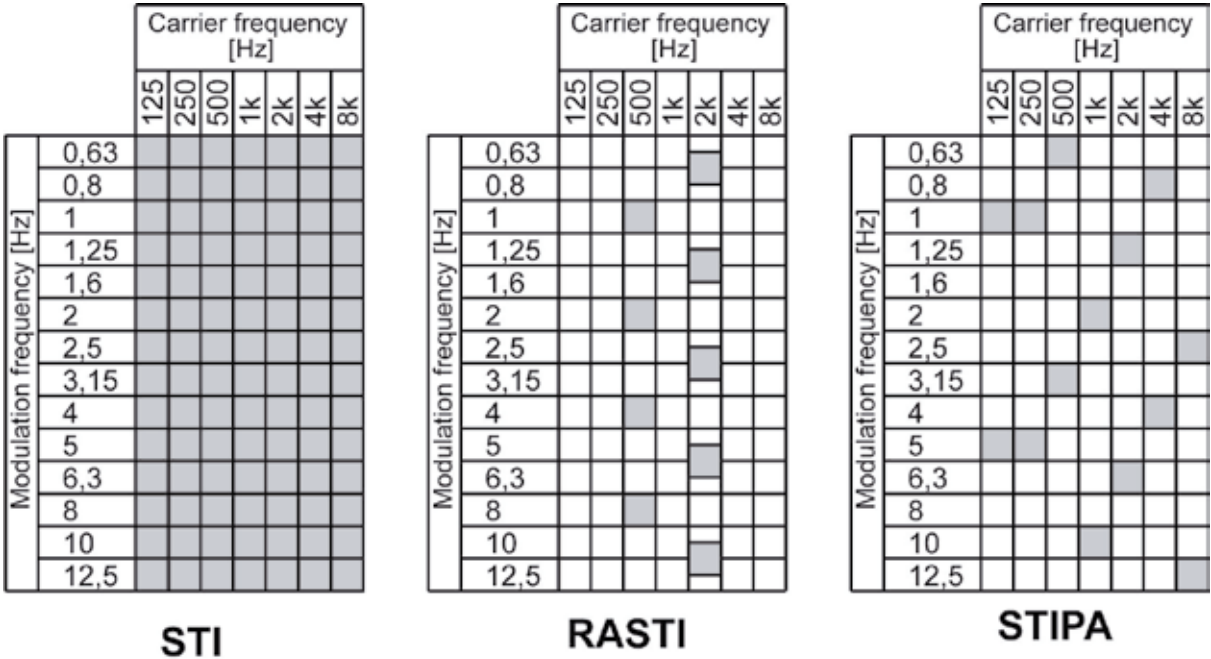 Carrier frequency
[Hz]
125 250 500 1k 2k 4k 8k
Modulation frequency [Hz]
0,63
0,8
1
1,25
1,6
2
2,5
3,15
4
5
6,3
8
10
12,5
STI
Carrier frequency
[Hz]
125 250 500 1k 2k 4k 8k
Modulation frequency [Hz]
0,63
0,8
1
1,25
1,6
2
2,5
3,15
4
5
6,3
8
10
12,5
RASTI
Carrier frequency
[Hz]
125 250 500 1k 2k 4k 8k
Modulation frequency [Hz]
0,63
0,8
1
1,25
1,6
2
2,5
3,15
4
5
6,3
8
10
12,5
STIPA